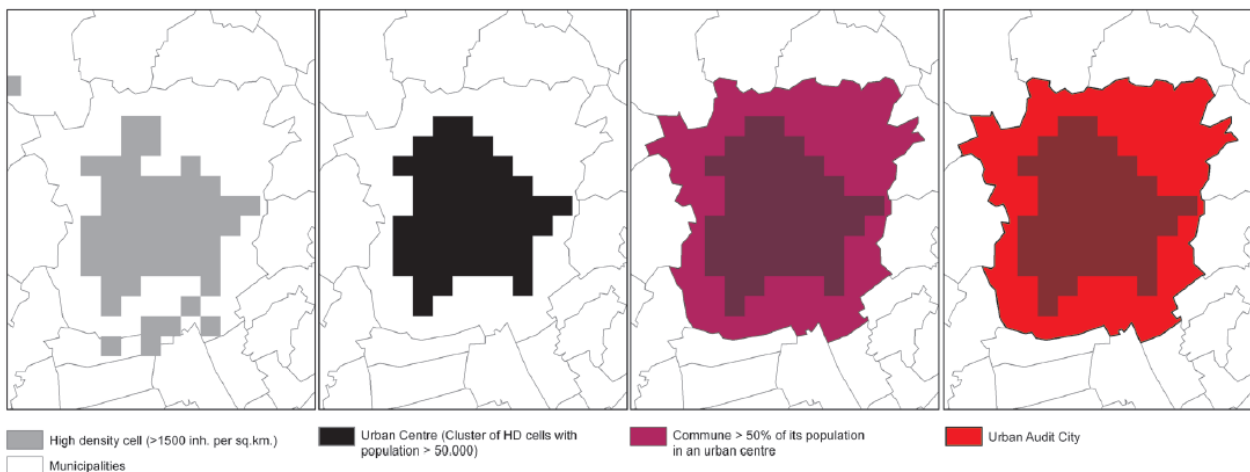 High density cell (>1500 inh. per sq.km.)
Municipalities
Urban Centre (Cluster of HD cells with
population > 50.000)
Commune > 50% of its population
in an urban centre
Urban Audit City